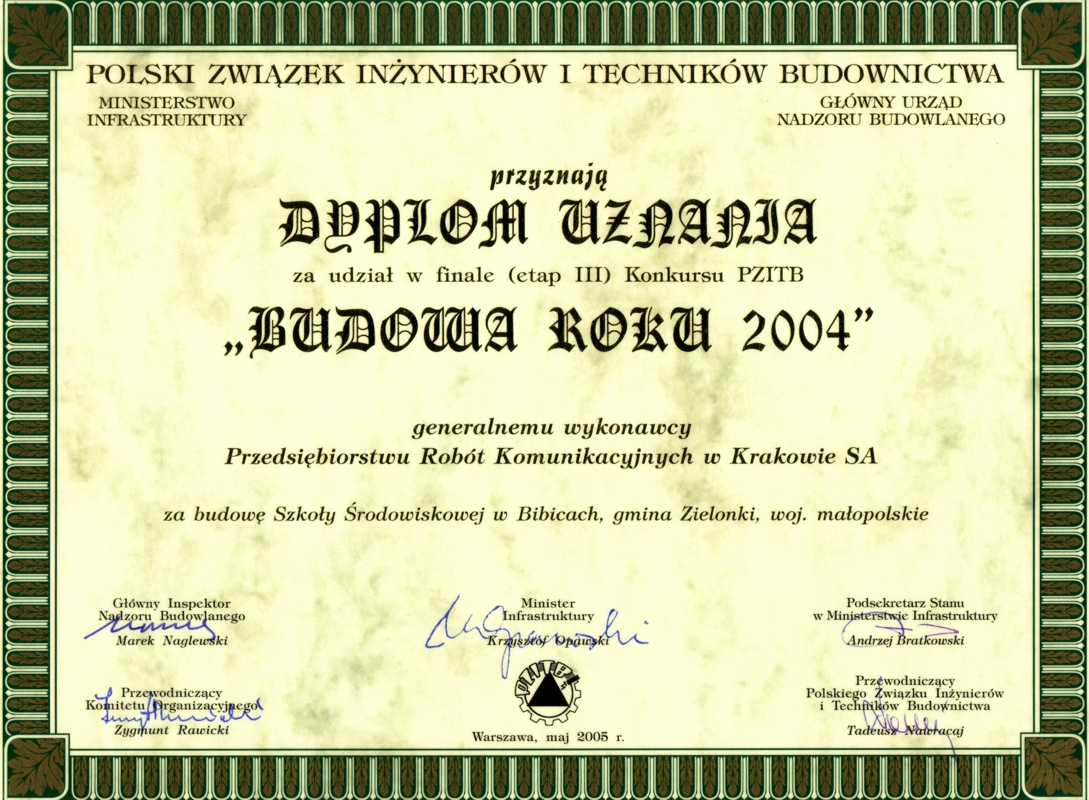 POLSKI ZWIĄZEK INŻYNIERÓW I TECHNIKÓW BUDOWNICTWA
MINISTERSTWO
INFRASTRUKTURY
GŁÓWNY URZĄD
NADZORU BUDOWLANEGO
przyznają
DYPLOM UZNANIA
za udział w finale (etap III) Konkursu PZITB
„BUDOWA ROKU 2004”
generalnemu wykonawcy
Przedsiębiorstwu Robót Komunikacyjnych w Krakowie SA
za budowę Szkoły Środowiskowej w Bibicach, gmina Zielonki, woj. małopolskie
Główny Inspektor
Nadzoru Budowlanego
Marek Naglewski
Minister
Infrastruktury
Krzysztof Opawski
Podsekretarz Stanu
w Ministerstwie Infrastruktury
Andrzej Bratkowski
Przewodniczący
Komitetu Organizacyjnego
Zygmunt Rawicki
Przewodniczący
Polskiego Związku Inżynierów
i Techników Budownictwa
Tadeusz Nawracaj
Warszawa, maj 2005 r.